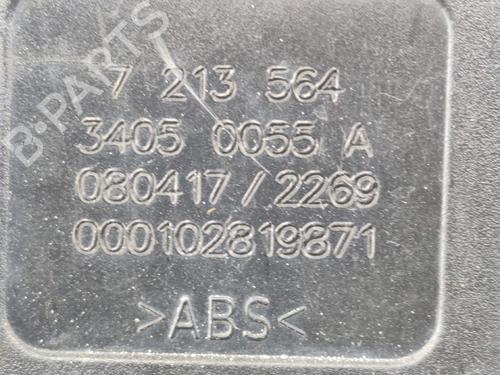 B-PARTS
7 213 564
3405 0055 A
080417/2269
000102819871
>ABS<